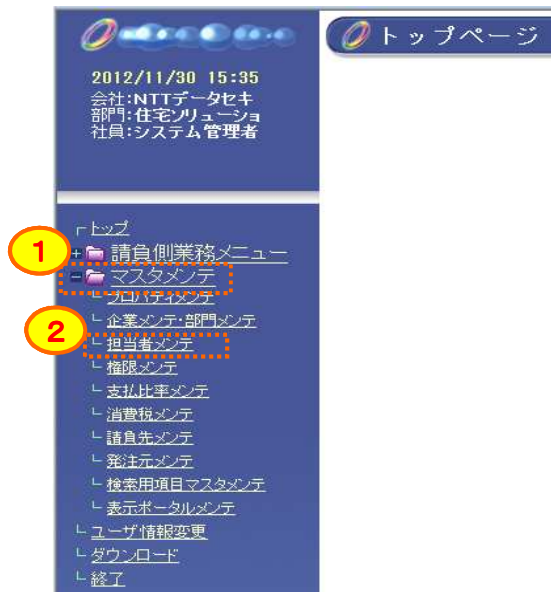 トップページ
2012/11/30 15:35
会社:NTTデータセキ
部門:住宅ソリューショ
社員:システム管理者
トップ
1
請負側業務メニュー
マスタメンテ
プロパティメンテ
企業メンテ・部門メンテ
2
担当者メンテ
権限メンテ
支払比率メンテ
消費税メンテ
請負先メンテ
発注元メンテ
検索用項目マスタメンテ
表示ポータルメンテ
ユーザ情報変更
ダウンロード
終了